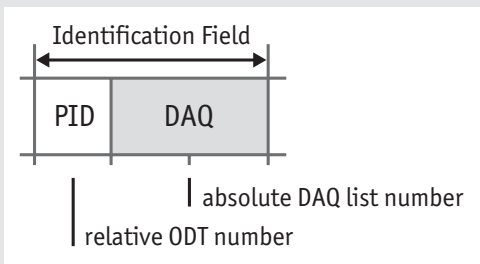 Identification Field
PID DAQ
absolute DAQ list number
relative ODT number